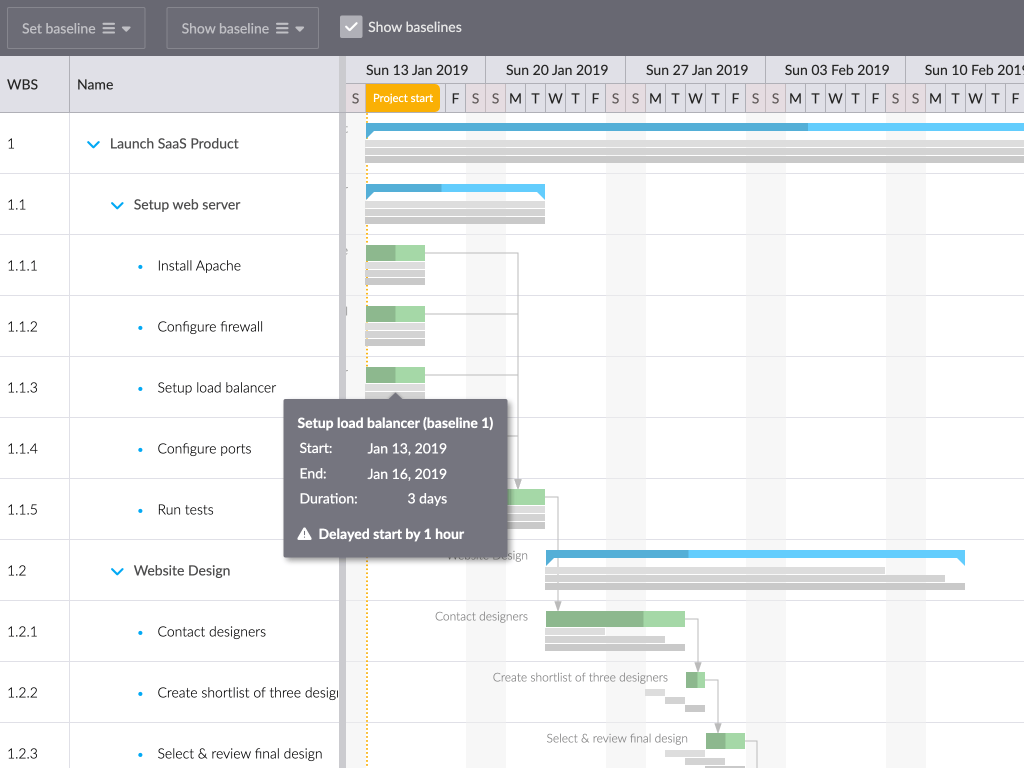 Set baseline
Show baseline
Show baselines
WBS
Name
Sun 13 Jan 2019
Sun 20 Jan 2019
Sun 27 Jan 2019
Sun 03 Feb 2019
Sun 10 Feb 2019
S Project start F S S M T W T F S S M T W T F S S M T W T F S S M T W T F
1 Launch SaaS Product
1.1 Setup web server
1.1.1 Install Apache
1.1.2 Configure firewall
1.1.3 Setup load balancer
1.1.4 Configure ports
1.1.5 Run tests
1.2 Website Design
1.2.1 Contact designers
1.2.2 Create shortlist of three desig
1.2.3 Select & review final design
Setup load balancer (baseline 1)
Start: Jan 13, 2019
End: Jan 16, 2019
Duration: 3 days
Delayed start by 1 hour
Website Design
Contact designers
Create shortlist of three designers
Select & review final design